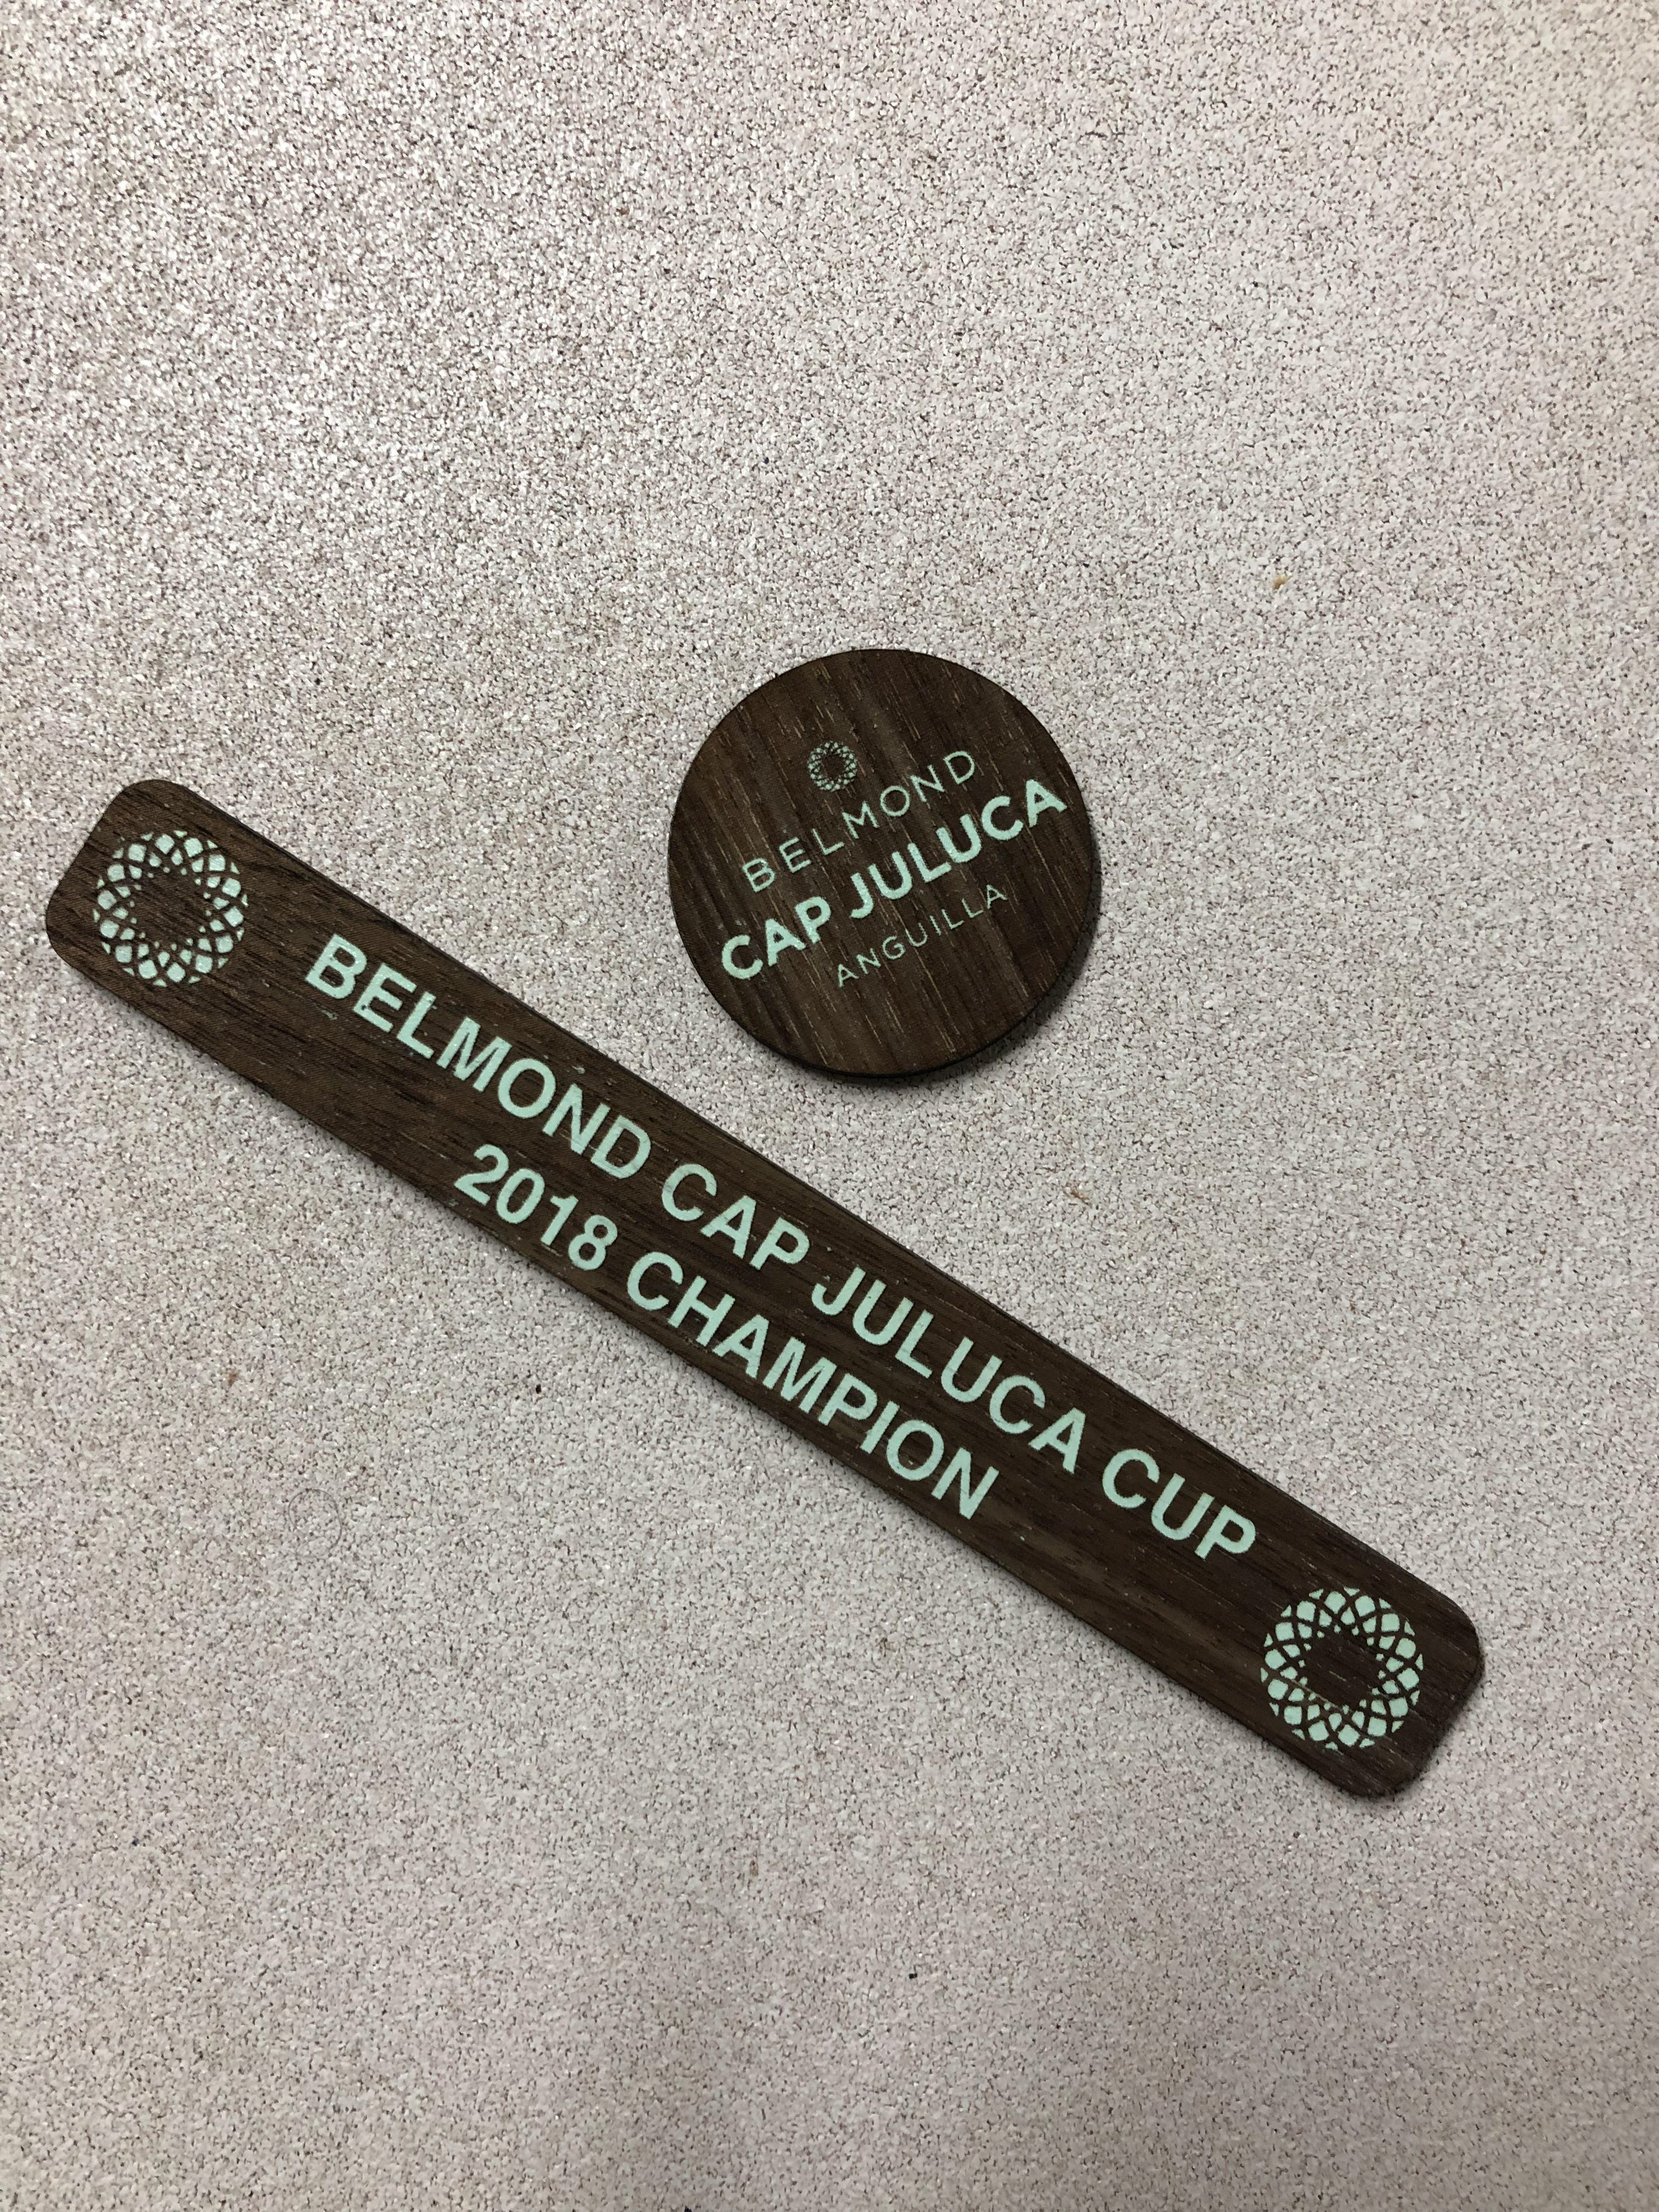 BELMOND
CAP JULUCA
ANGUILLA
BELMOND CAP JULUCA CUP
2018 CHAMPION